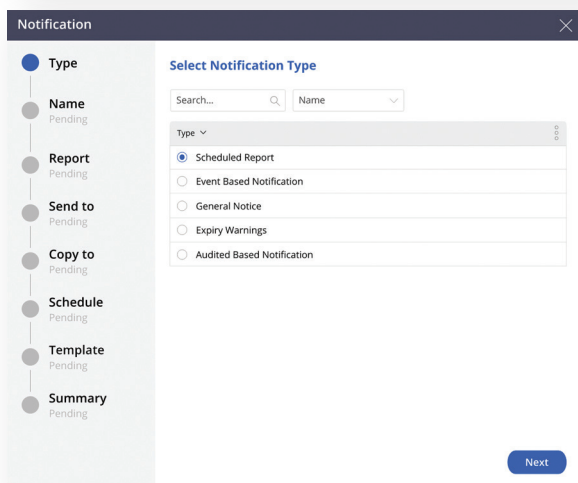 Notification
Type
Name
Pending
Report
Pending
Send to
Pending
Copy to
Pending
Schedule
Pending
Template
Pending
Summary
Pending
Select Notification Type
Search... Name
Type
Scheduled Report
Event Based Notification
General Notice
Expiry Warnings
Audited Based Notification
Next